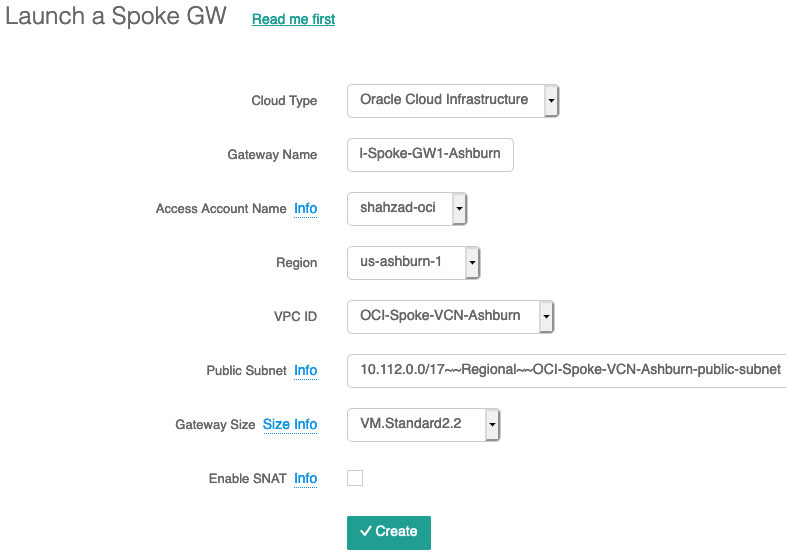 Launch a Spoke GW Read me first
Cloud Type Oracle Cloud Infrastructure
Gateway Name I-Spoke-GW1-Ashburn
Access Account Name Info shahzad-oci
Region us-ashburn-1
VPC ID OCI-Spoke-VCN-Ashburn
Public Subnet Info 10.112.0.0/17~~Regional~~OCI-Spoke-VCN-Ashburn-public-subnet
Gateway Size Size Info VM.Standard2.2
Enable SNAT Info
Create